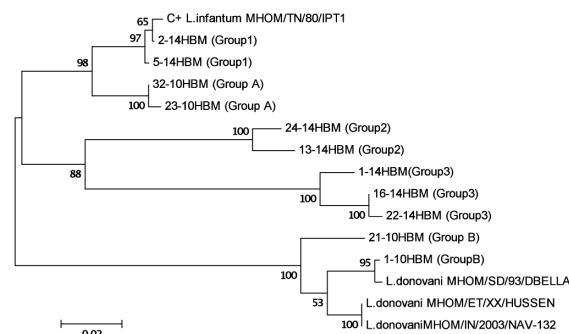 65
C+ L.infantum MHOM/TN/80/IPT1
97
2-14HBM (Group1)
5-14HBM (Group1)
98
32-10HBM (Group A)
100
23-10HBM (Group A)
100
24-14HBM (Group2)
13-14HBM (Group2)
88
1-14HBM(Group3)
100
16-14HBM (Group3)
100
22-14HBM (Group3)
21-10HBM (Group B)
100
95
1-10HBM (GroupB)
L.donovani MHOM/SD/93/DBELLA
53
L.donovani MHOM/ET/XX/HUSSEN
100
L.donovaniMHOM/IN/2003/NAV-132
0.02